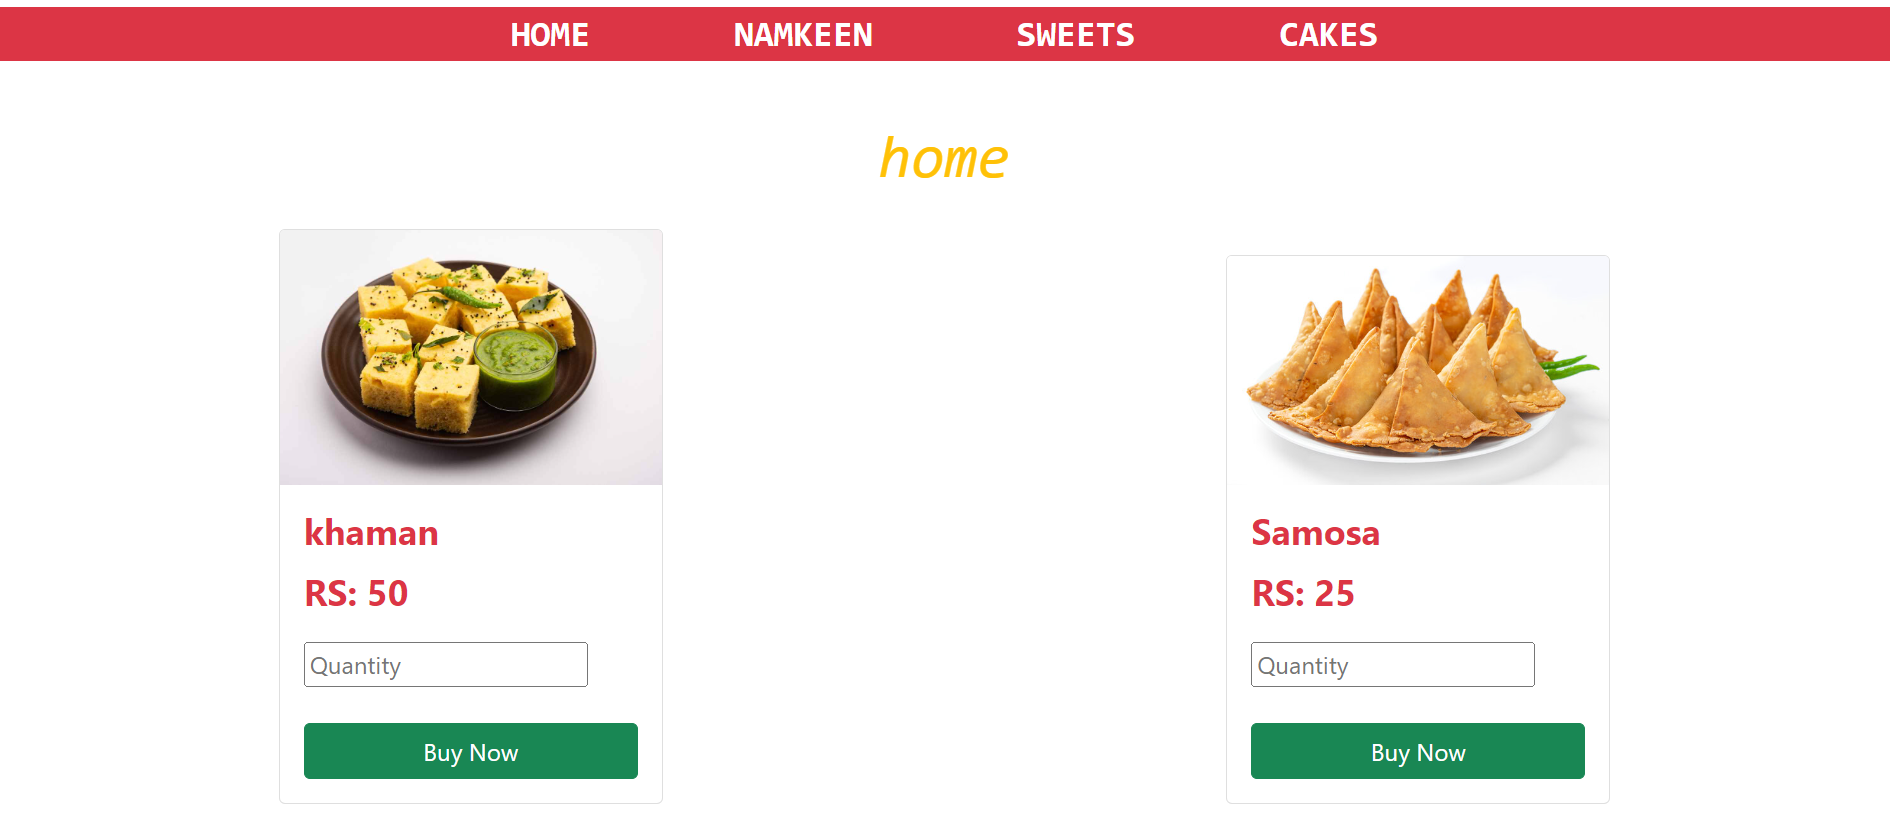 HOME NAMKEEN SWEETS CAKES
home
khaman
RS: 50
Quantity
Buy Now
Samosa
RS: 25
Quantity
Buy Now